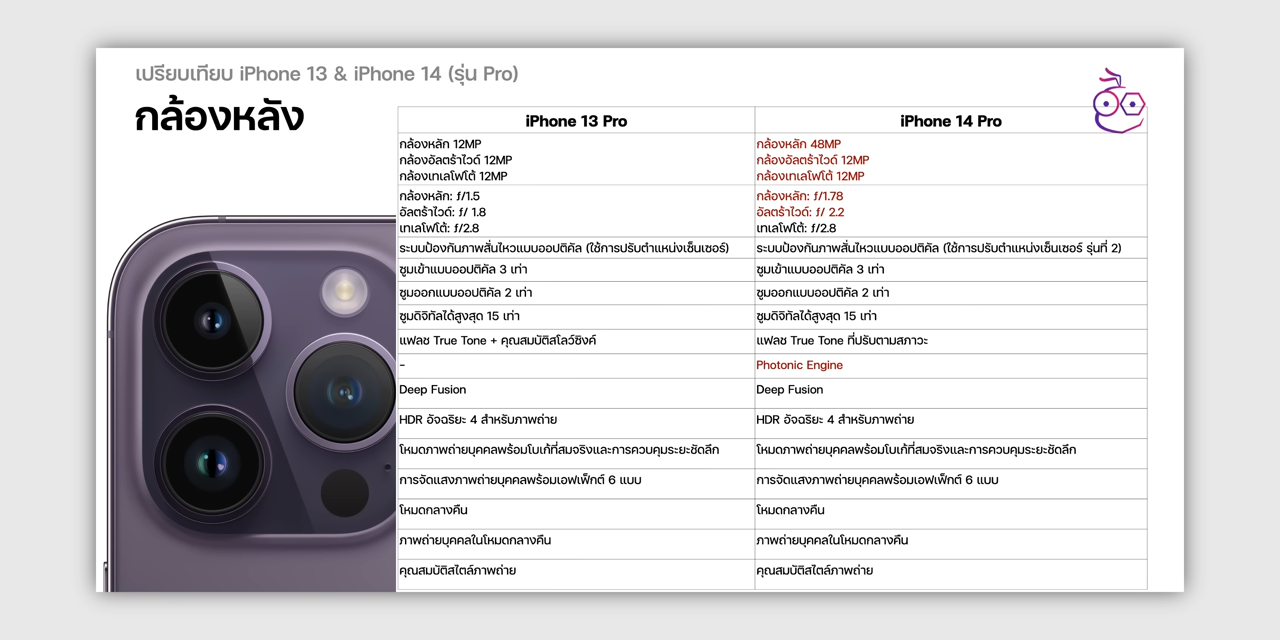 เปรียบเทียบ iPhone 13 & iPhone 14 (รุ่น Pro)
กล้องหลัง
iPhone 13 Pro
iPhone 14 Pro
กล้องหลัก 12MP
กล้องอัลตร้าไวด์ 12MP
กล้องเทเลโฟโต้ 12MP
กล้องหลัก 48MP
กล้องอัลตร้าไวด์ 12MP
กล้องเทเลโฟโต้ 12MP
กล้องหลัก: ƒ/1.5
อัลตร้าไวด์: ƒ/ 1.8
เทเลโฟโต้: ƒ/2.8
กล้องหลัก: ƒ/1.78
อัลตร้าไวด์: ƒ/ 2.2
เทเลโฟโต้: ƒ/2.8
ระบบป้องกันภาพสั่นไหวแบบออปติคัล (ใช้การปรับตำแหน่งเซ็นเซอร์)
ระบบป้องกันภาพสั่นไหวแบบออปติคัล (ใช้การปรับตำแหน่งเซ็นเซอร์ รุ่นที่ 2)
ซูมเข้าแบบออปติคัล 3 เท่า
ซูมเข้าแบบออปติคัล 3 เท่า
ซูมออกแบบออปติคัล 2 เท่า
ซูมออกแบบออปติคัล 2 เท่า
ซูมดิจิทัลได้สูงสุด 15 เท่า
ซูมดิจิทัลได้สูงสุด 15 เท่า
แฟลช True Tone + คุณสมบัติสโลว์ซิงค์
แฟลช True Tone ที่ปรับตามสภาวะ
-
Photonic Engine
Deep Fusion
Deep Fusion
HDR อัจฉริยะ 4 สำหรับภาพถ่าย
HDR อัจฉริยะ 4 สำหรับภาพถ่าย
โหมดภาพถ่ายบุคคลพร้อมโบเก้ที่สมจริงและการควบคุมระยะชัดลึก
โหมดภาพถ่ายบุคคลพร้อมโบเก้ที่สมจริงและการควบคุมระยะชัดลึก
การจัดแสงภาพถ่ายบุคคลพร้อมเอฟเฟ็กต์ 6 แบบ
การจัดแสงภาพถ่ายบุคคลพร้อมเอฟเฟ็กต์ 6 แบบ
โหมดกลางคืน
โหมดกลางคืน
ภาพถ่ายบุคคลในโหมดกลางคืน
ภาพถ่ายบุคคลในโหมดกลางคืน
คุณสมบัติสไตล์ภาพถ่าย
คุณสมบัติสไตล์ภาพถ่าย